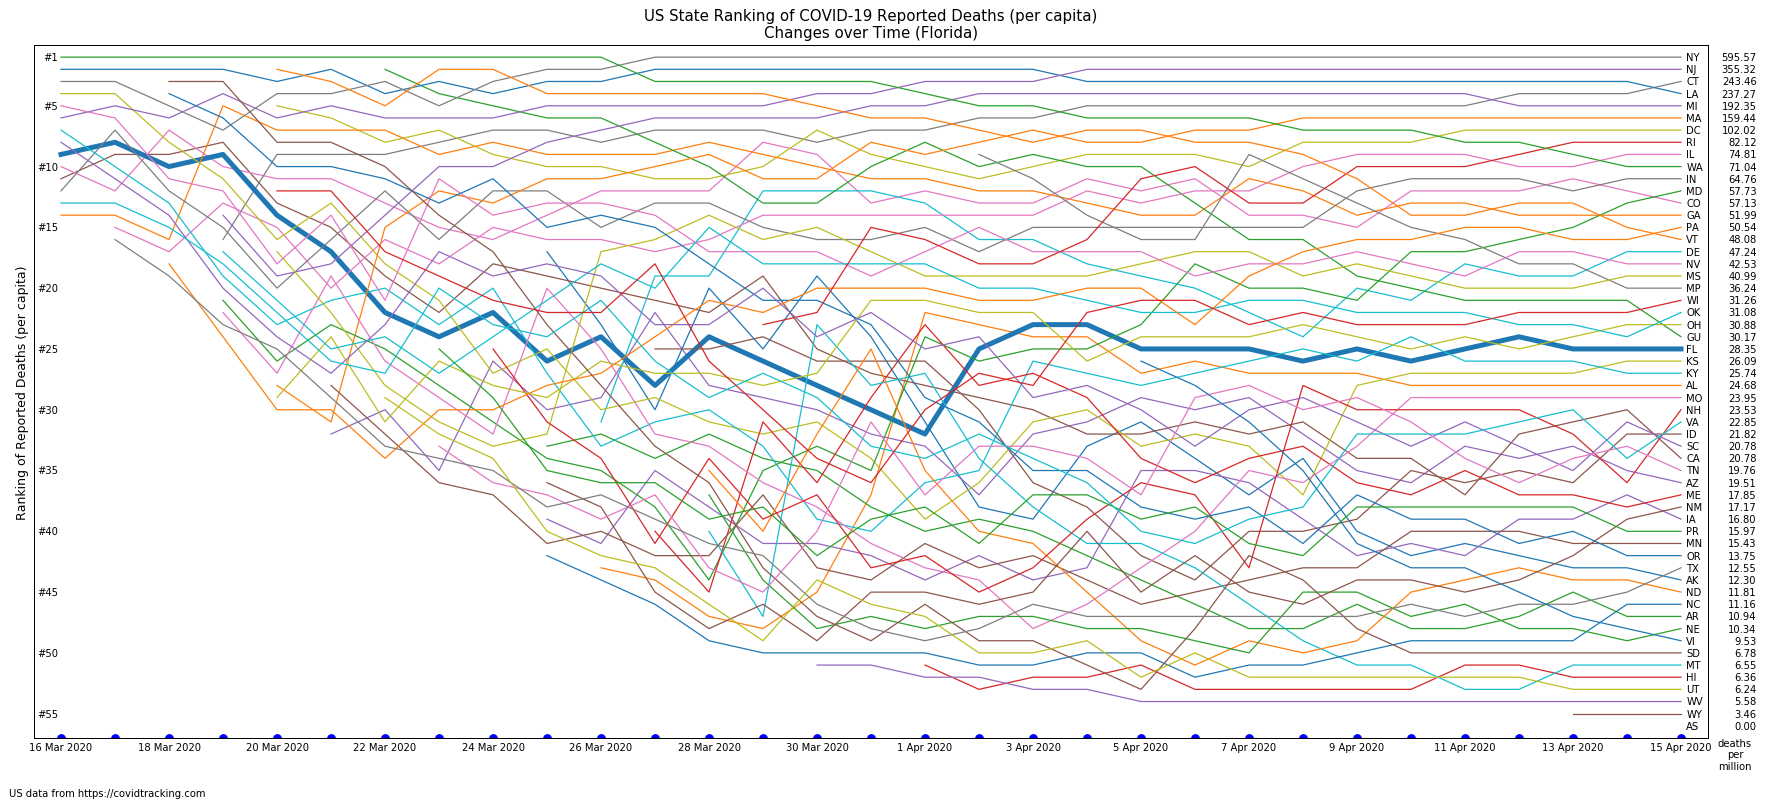 US State Ranking of COVID-19 Reported Deaths (per capita)
Changes over Time (Florida)
Ranking of Reported Deaths (per capita)
#1
#5
#10
#15
#20
#25
#30
#35
#40
#45
#50
#55
NY 595.57
NJ 355.32
CT 243.46
LA 237.27
MI 192.35
MA 159.44
DC 102.02
RI 82.12
IL 74.81
WA 71.04
IN 64.76
MD 57.73
CO 57.13
GA 51.99
PA 50.54
VT 48.08
DE 47.24
NV 42.53
MS 40.99
MP 36.24
WI 31.26
OK 31.08
OH 30.88
GU 30.17
FL 28.35
KS 26.09
KY 25.74
AL 24.68
MO 23.95
NH 23.53
VA 22.85
ID 21.82
SC 20.78
CA 20.78
TN 19.76
AZ 19.51
ME 17.85
NM 17.17
IA 16.80
PR 15.97
MN 15.43
OR 13.75
TX 12.55
AK 12.30
ND 11.81
NC 11.16
AR 10.94
NE 10.34
VI 9.53
SD 6.78
MT 6.55
HI 6.36
UT 6.24
WV 5.58
WY 3.46
AS 0.00
16 Mar 2020 18 Mar 2020 20 Mar 2020 22 Mar 2020 24 Mar 2020 26 Mar 2020 28 Mar 2020 30 Mar 2020 1 Apr 2020 3 Apr 2020 5 Apr 2020 7 Apr 2020 9 Apr 2020 11 Apr 2020 13 Apr 2020 15 Apr 2020
deaths
per
million
US data from https://covidtracking.com